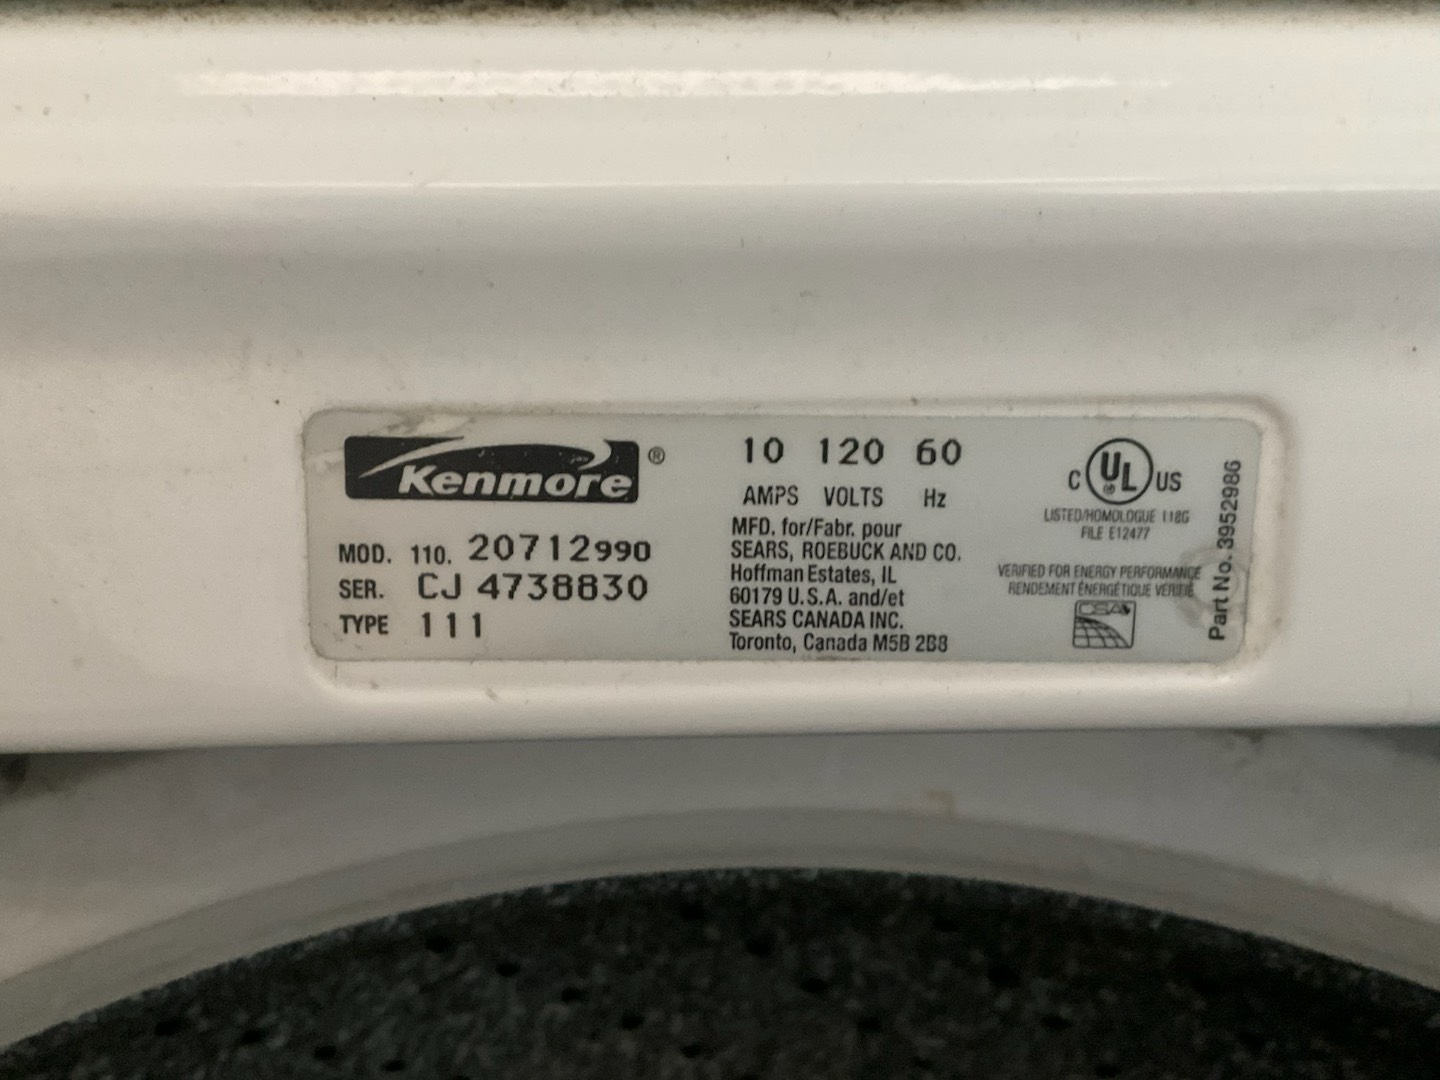 Kenmore ®
MOD. 110. 20712990
SER. CJ 4738830
TYPE 111
10 120 60
AMPS VOLTS Hz
MFD. for/Fabr. pour
SEARS, ROEBUCK AND CO.
Hoffman Estates, IL
60179 U.S.A. and/et
SEARS CANADA INC.
Toronto, Canada M5B 2B8
C UL ® US
LISTED/HOMOLOGUE 118G
FILE E12477
VERIFIED FOR ENERGY PERFORMANCE
RENDEMENT ÉNERGÉTIQUE VÉRIFIÉ
CSA
Part No. 3952986